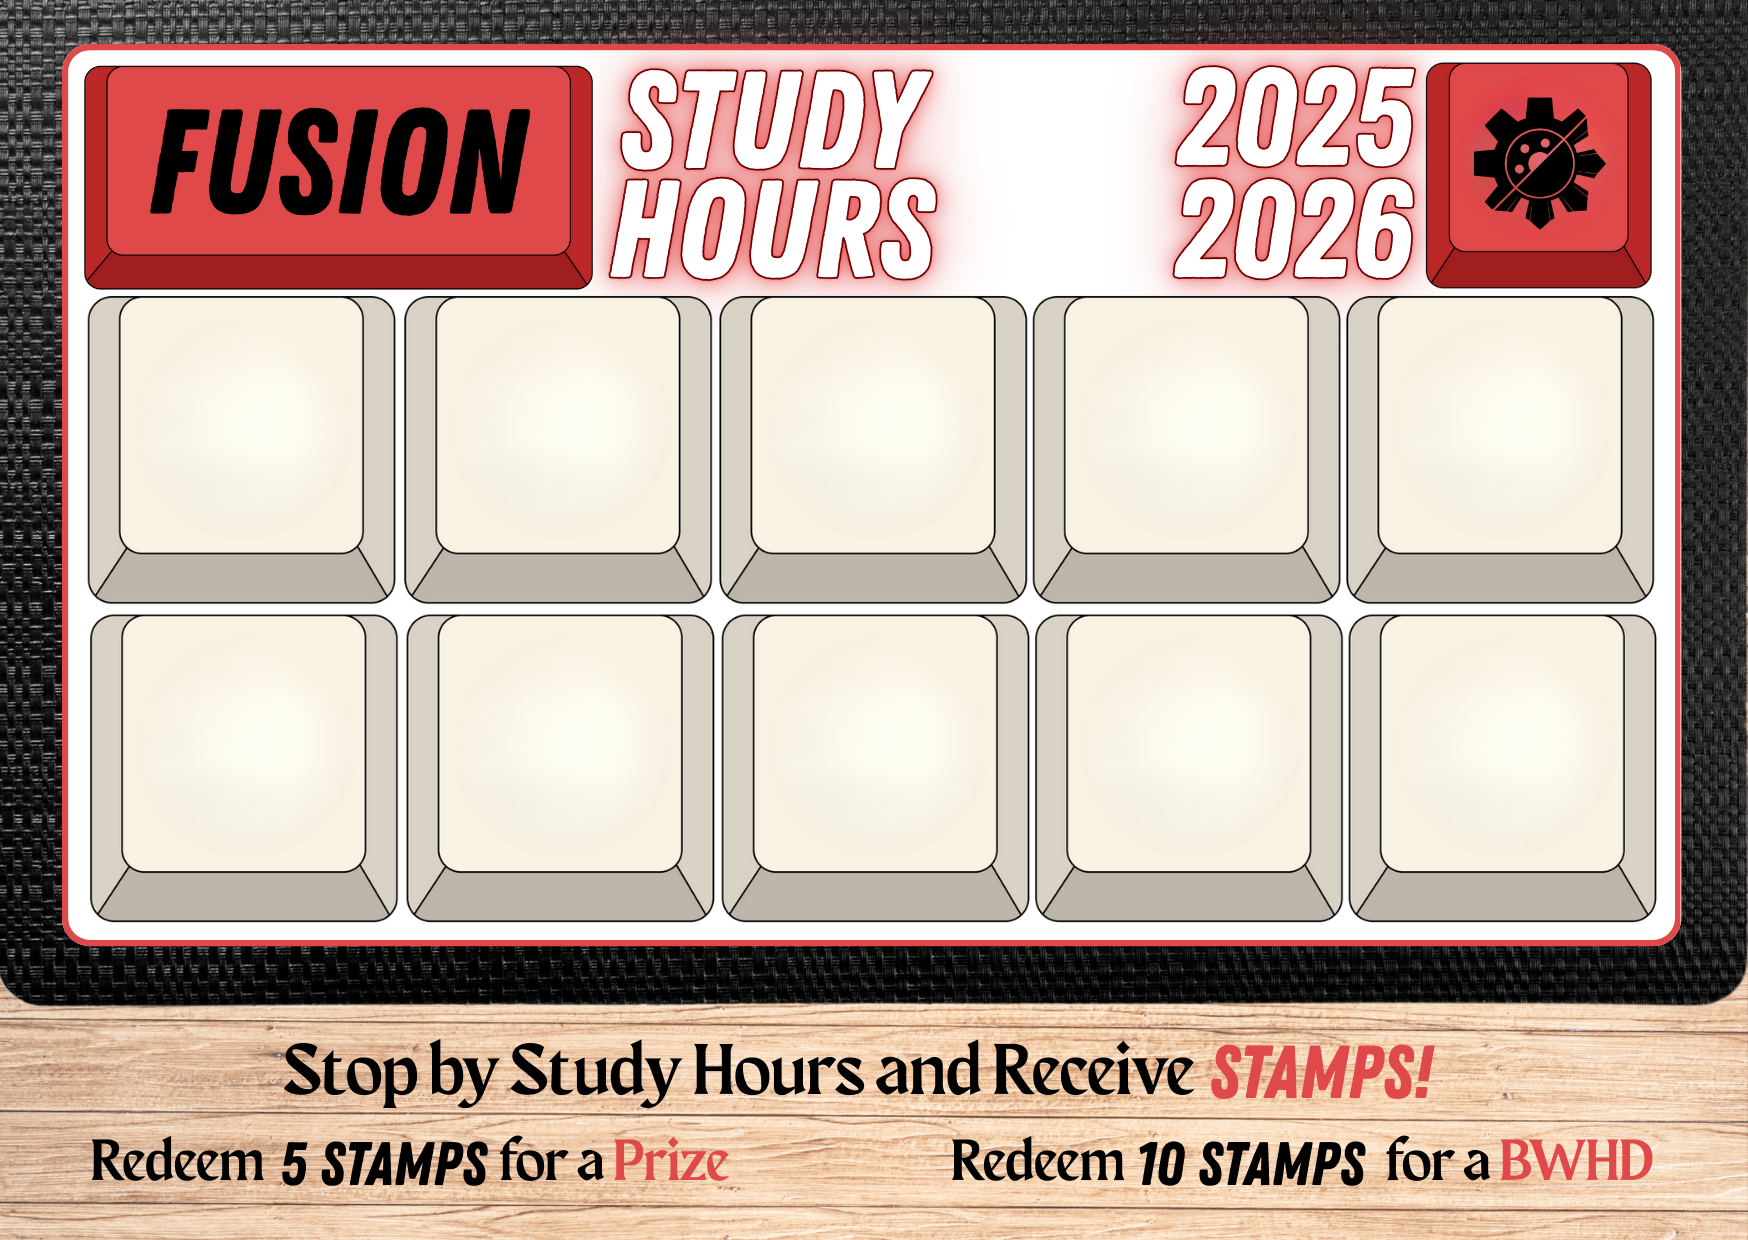 FUSION
STUDY
HOURS
2025
2026
Stop by Study Hours and Receive STAMPS!
Redeem 5 STAMPS for a Prize
Redeem 10 STAMPS for a BWHD